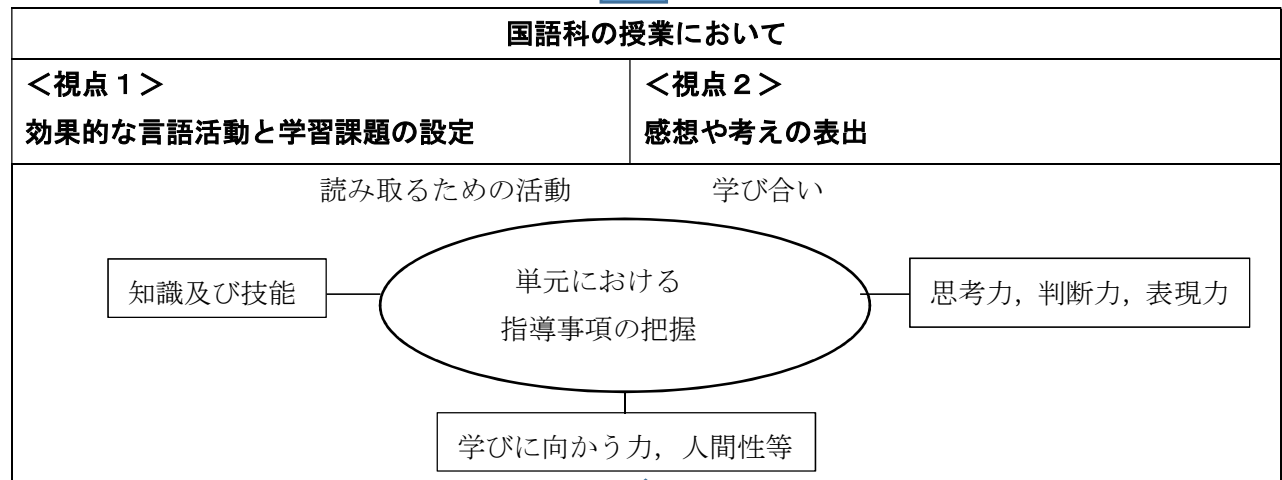 国語科の授業において
＜視点１＞
効果的な言語活動と学習課題の設定
＜視点２＞
感想や考えの表出
読み取るための活動
学び合い
知識及び技能
単元における
指導事項の把握
思考力，判断力，表現力
学びに向かう力，人間性等